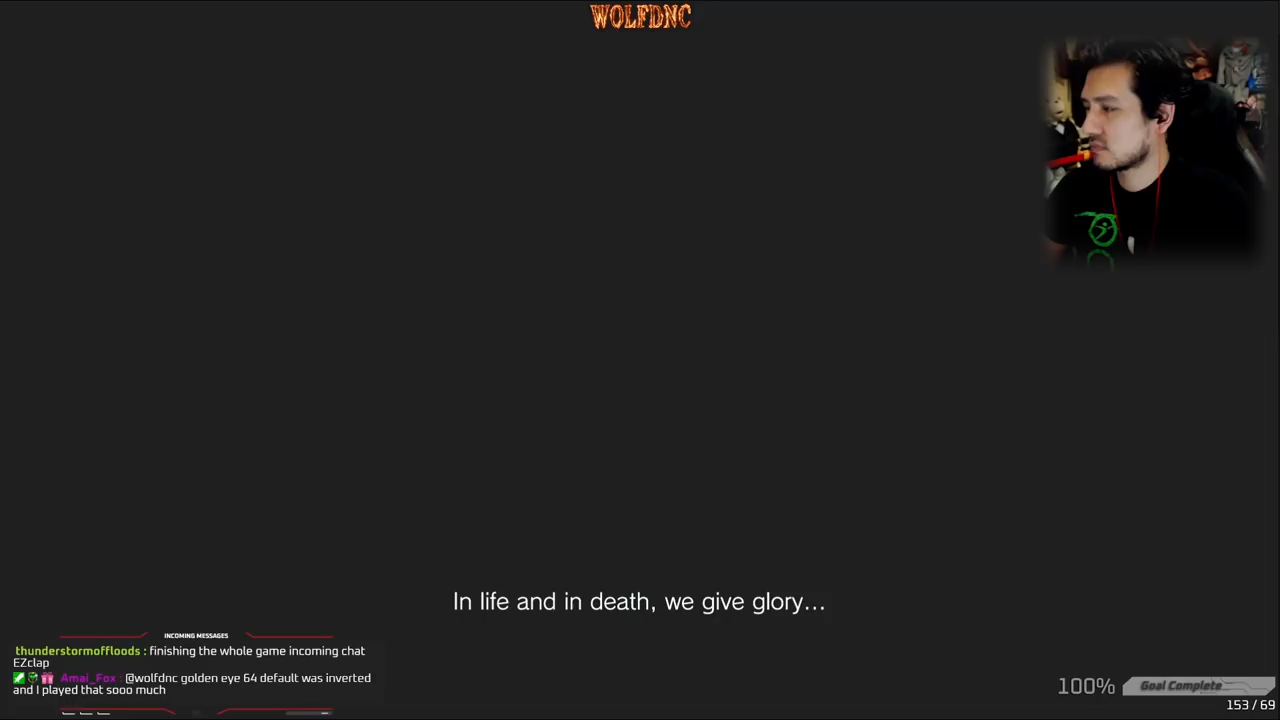 WOLFDNC
In life and in death, we give glory...
INCOMING MESSAGES
thunderstormoffloods : finishing the whole game incoming chat
EZclap
Amai_Fox : @wolfdnc golden eye 64 default was inverted
and I played that sooo much
100% Goal Complete
153 / 69